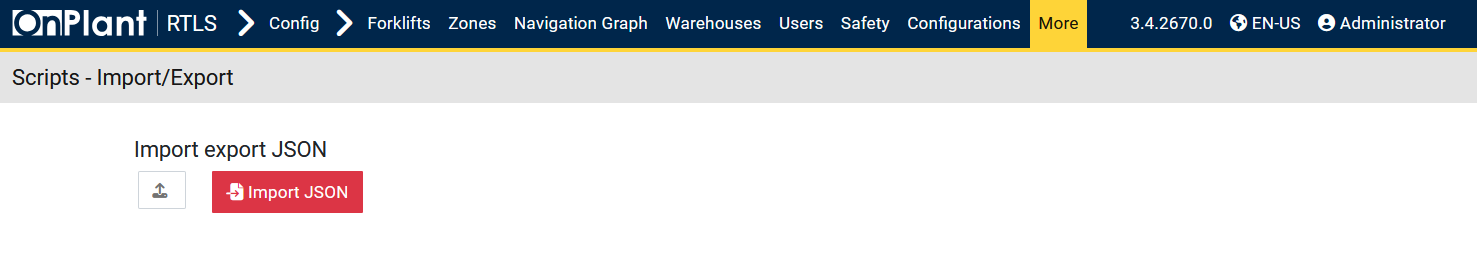 OnPlant RTLS Config Forklifts Zones Navigation Graph Warehouses Users Safety Configurations More 3.4.2670.0 EN-US Administrator
Scripts - Import/Export
Import export JSON
Import JSON